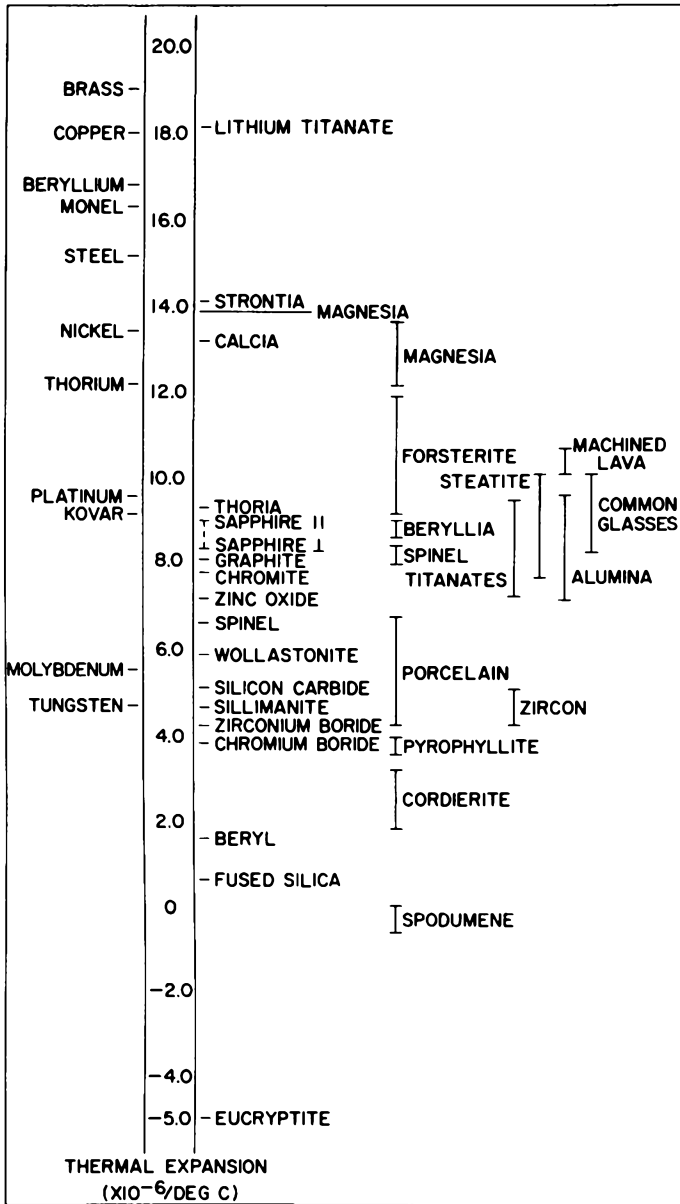 20.0
BRASS
18.0
COPPER
LITHIUM TITANATE
BERYLLIUM
MONEL
16.0
STEEL
14.0
STRONTIA
MAGNESIA
NICKEL
CALCIA
MAGNESIA
THORIUM
12.0
FORSTERITE
MACHINED
LAVA
STEATITE
10.0
PLATINUM
KOVAR
THORIA
COMMON
GLASSES
SAPPHIRE II
BERYLLIA
SAPPHIRE ⊥
8.0
GRAPHITE
SPINEL
CHROMITE
TITANATES
ALUMINA
ZINC OXIDE
SPINEL
6.0
WOLLASTONITE
MOLYBDENUM
PORCELAIN
SILICON CARBIDE
TUNGSTEN
SILLIMANITE
ZIRCON
ZIRCONIUM BORIDE
4.0
CHROMIUM BORIDE
PYROPHYLLITE
CORDIERITE
2.0
BERYL
FUSED SILICA
0
SPODUMENE
-2.0
-4.0
-5.0
EUCRYPTITE
THERMAL EXPANSION
(X10⁻⁶/DEG C)